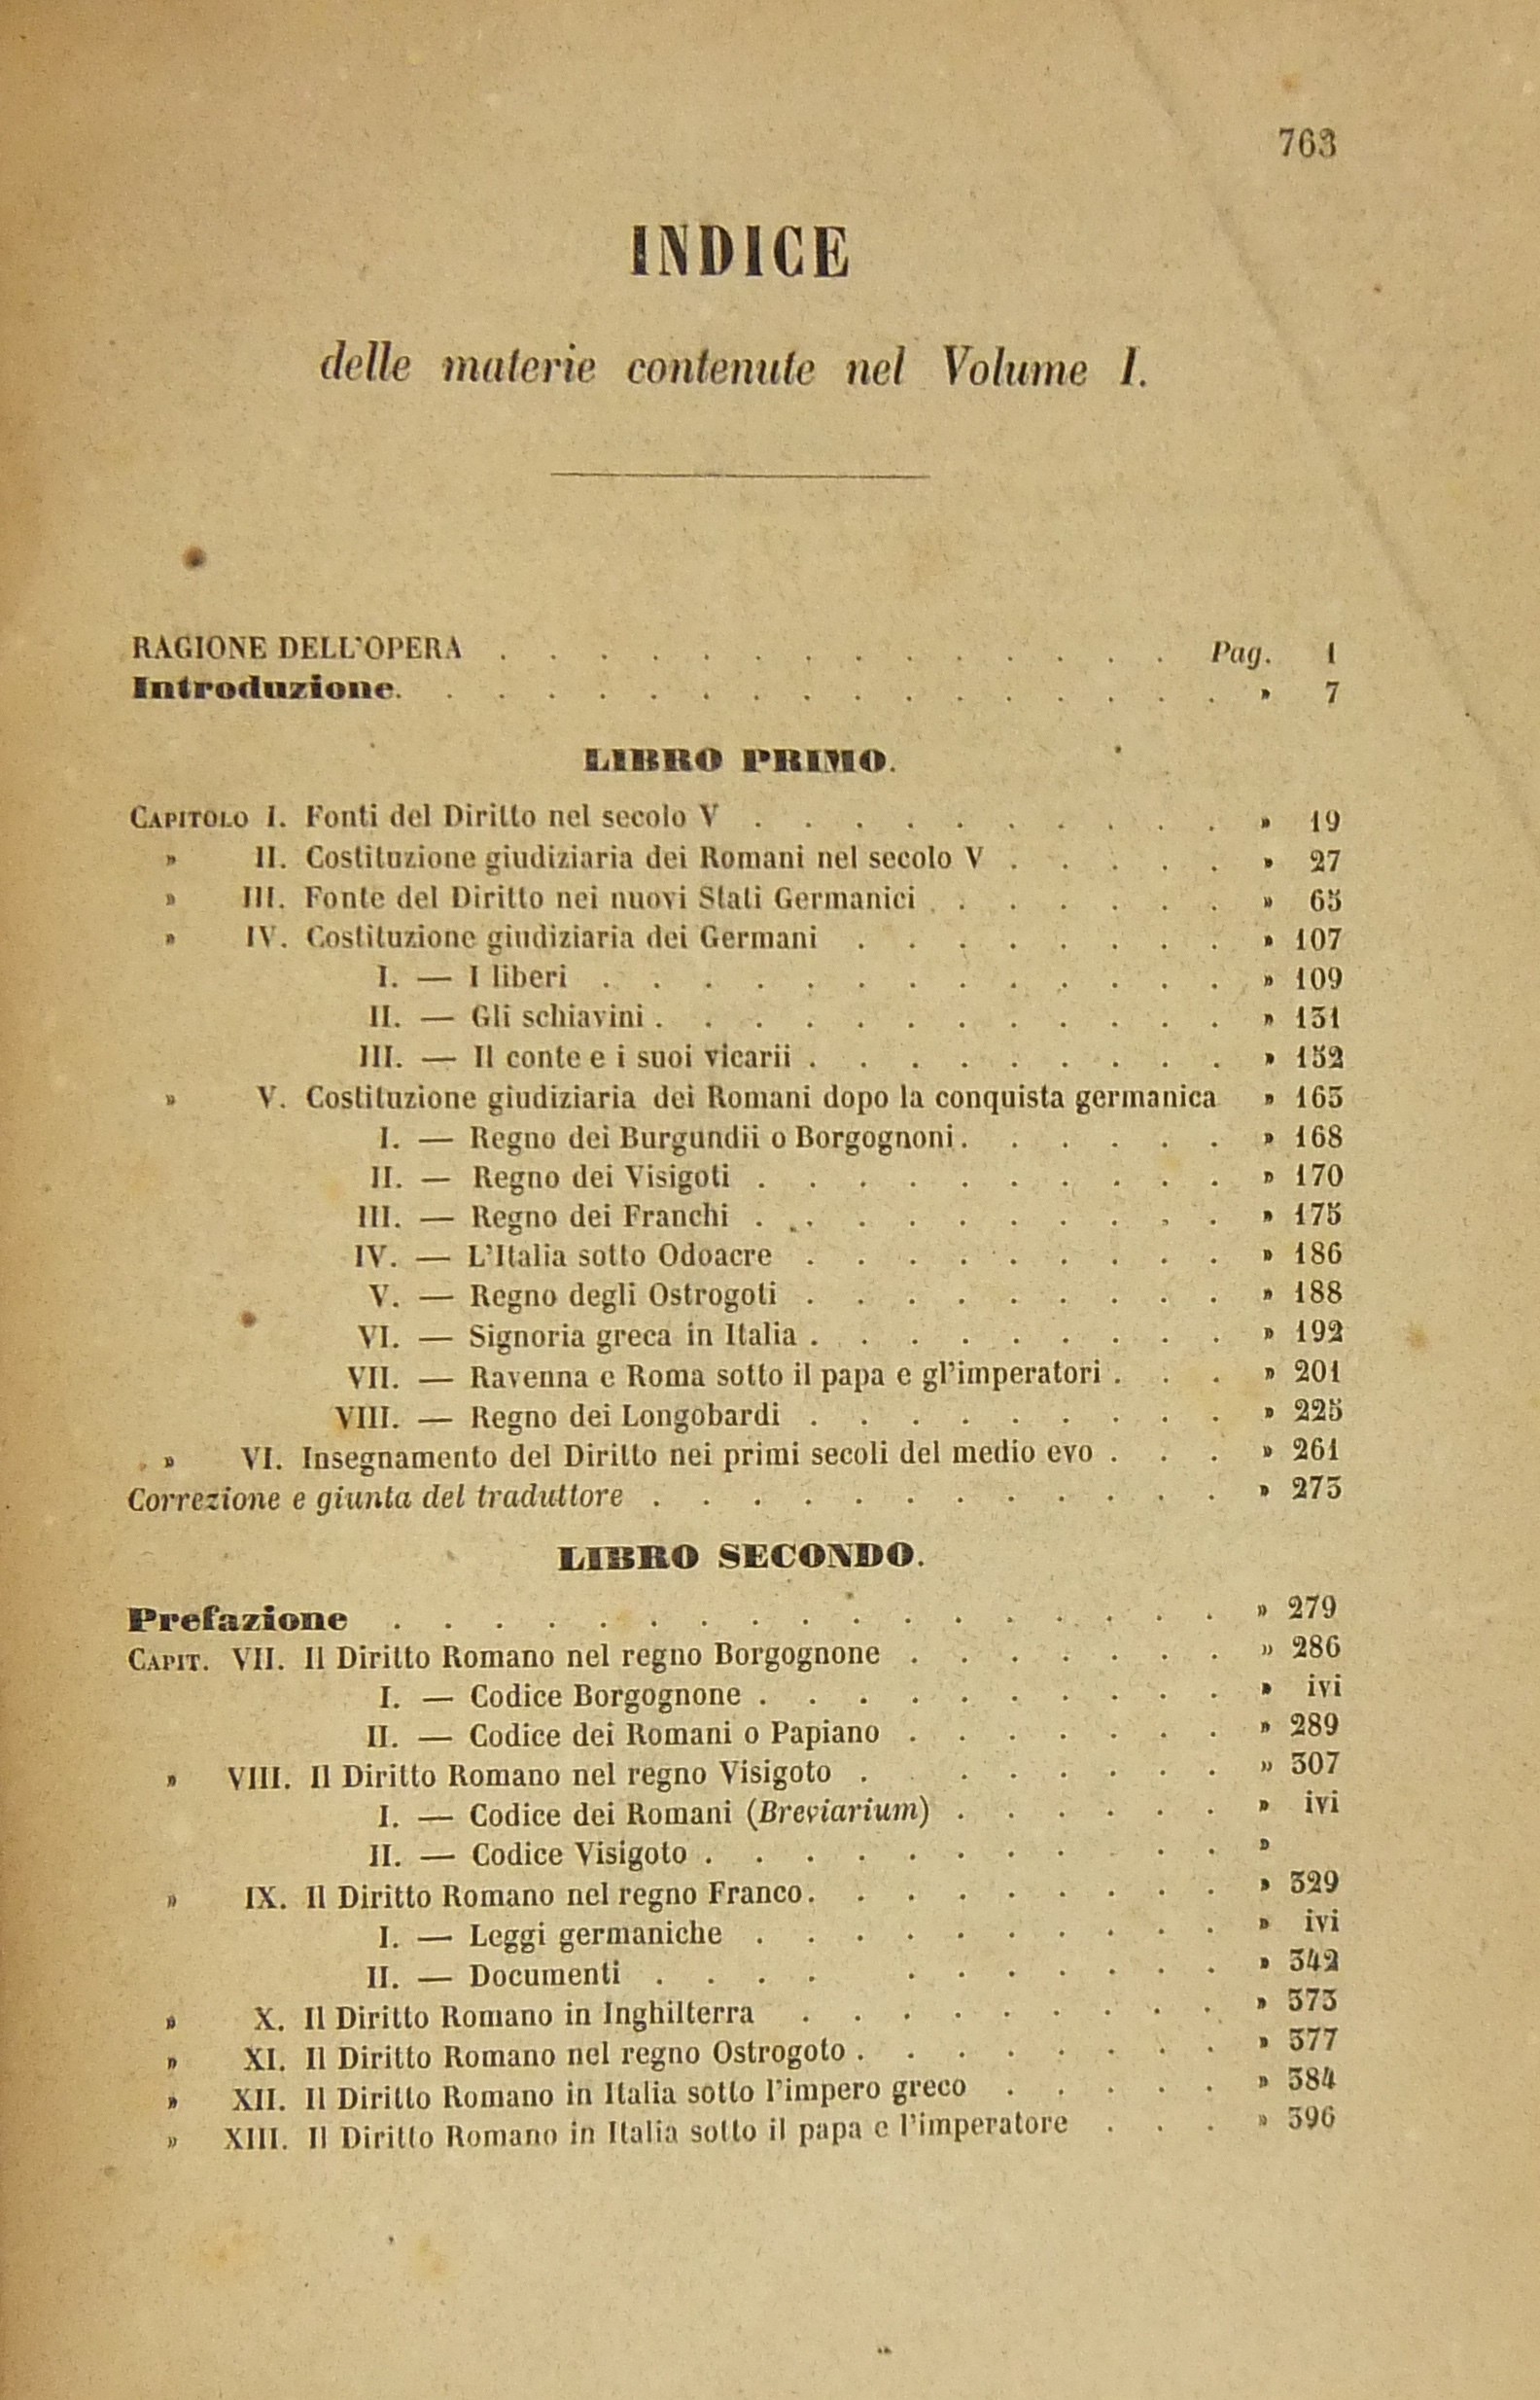 763
INDICE
delle materie contenute nel Volume I.
RAGIONE DELL'OPERA . . . . . . . . . . . . . . Pag. 1
Introduzione. . . . . . . . . . . . . . . . . » 7
LIBRO PRIMO.
CAPITOLO I. Fonti del Diritto nel secolo V . . . . . . . . . . » 19
» II. Costituzione giudiziaria dei Romani nel secolo V . . . . . » 27
» III. Fonte del Diritto nei nuovi Stati Germanici . . . . . . » 65
» IV. Costituzione giudiziaria dei Germani . . . . . . . . » 107
I. — I liberi . . . . . . . . . . . . . » 109
II. — Gli schiavini . . . . . . . . . . . . » 131
III. — Il conte e i suoi vicarii . . . . . . . . . » 152
» V. Costituzione giudiziaria dei Romani dopo la conquista germanica » 163
I. — Regno dei Burgundii o Borgognoni . . . . . . » 168
II. — Regno dei Visigoti . . . . . . . . . . » 170
III. — Regno dei Franchi . . . . . . . . . . » 175
IV. — L'Italia sotto Odoacre . . . . . . . . . » 186
V. — Regno degli Ostrogoti . . . . . . . . . » 188
VI. — Signoria greca in Italia . . . . . . . . . » 192
VII. — Ravenna e Roma sotto il papa e gl'imperatori . . . » 201
VIII. — Regno dei Longobardi . . . . . . . . . » 225
» VI. Insegnamento del Diritto nei primi secoli del medio evo . . . » 261
Correzione e giunta del traduttore . . . . . . . . . . . . » 273
LIBRO SECONDO.
Prefazione . . . . . . . . . . . . . . . . . » 279
CAPIT. VII. Il Diritto Romano nel regno Borgognone . . . . . . . » 286
I. — Codice Borgognone . . . . . . . . . . » ivi
II. — Codice dei Romani o Papiano . . . . . . . » 289
» VIII. Il Diritto Romano nel regno Visigoto . . . . . . . » 307
I. — Codice dei Romani (Breviarium) . . . . . . » ivi
II. — Codice Visigoto . . . . . . . . . . »
» IX. Il Diritto Romano nel regno Franco . . . . . . . . . » 329
I. — Leggi germaniche . . . . . . . . . . » ivi
II. — Documenti . . . . . . . . . . . » 342
» X. Il Diritto Romano in Inghilterra . . . . . . . . . » 373
» XI. Il Diritto Romano nel regno Ostrogoto . . . . . . . . » 377
» XII. Il Diritto Romano in Italia sotto l'impero greco . . . . . » 384
» XIII. Il Diritto Romano in Italia sotto il papa e l'imperatore . . . » 396